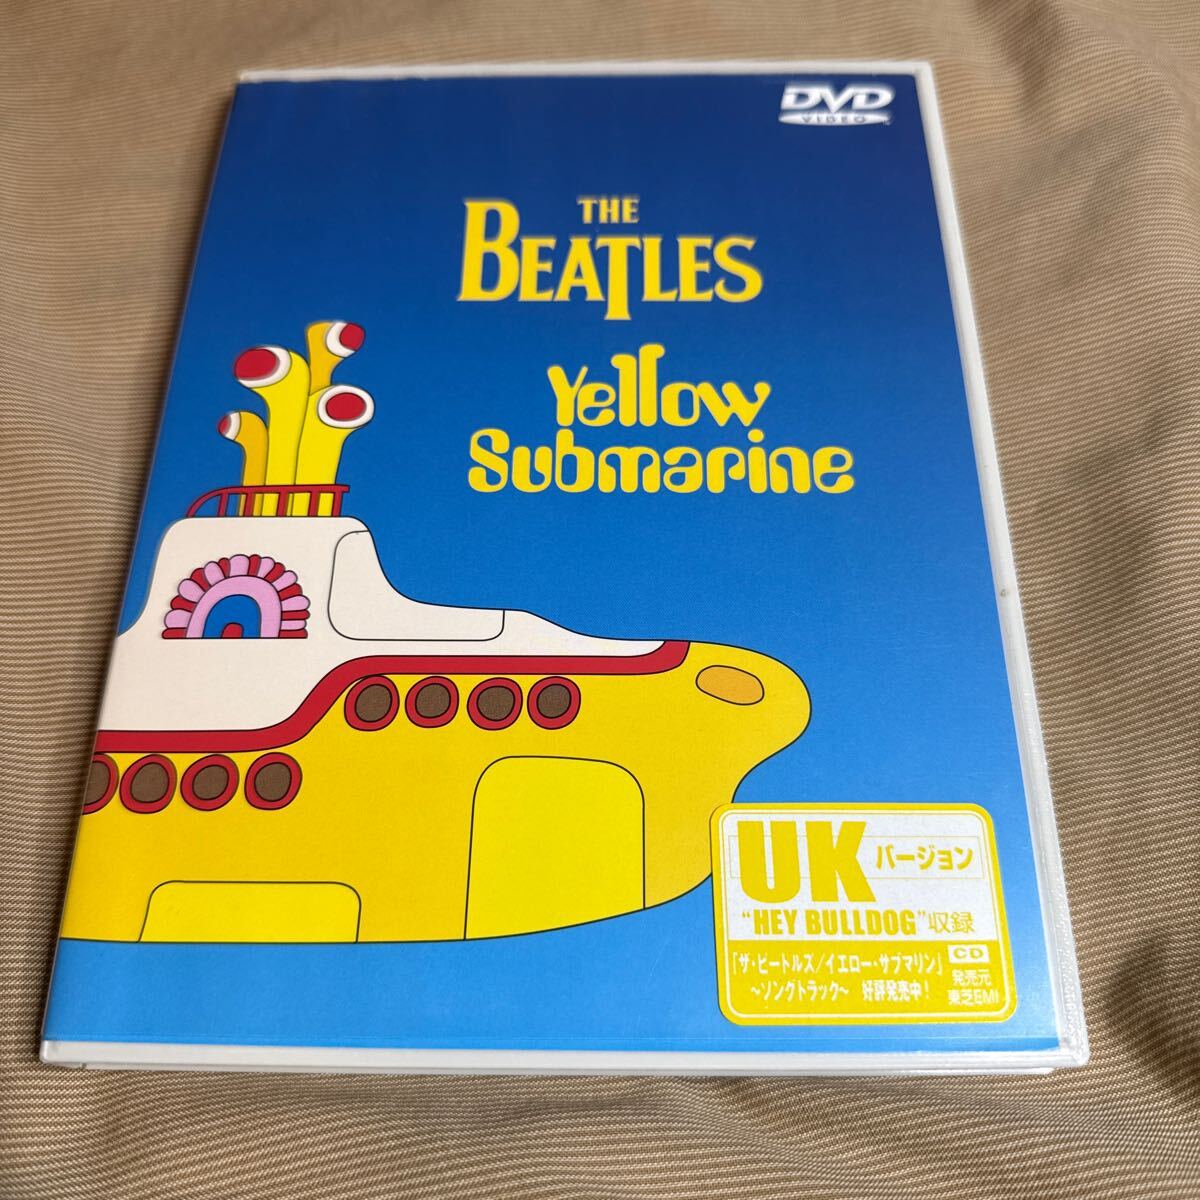 DVD
VIDEO
THE
BEATLES
Yellow
Submarine
UK バージョン
"HEY BULLDOG"収録
「ザ・ビートルズ/イエロー・サブマリン」
~ソングトラック~ 好評発売中!
CD
発売元
東芝EMI